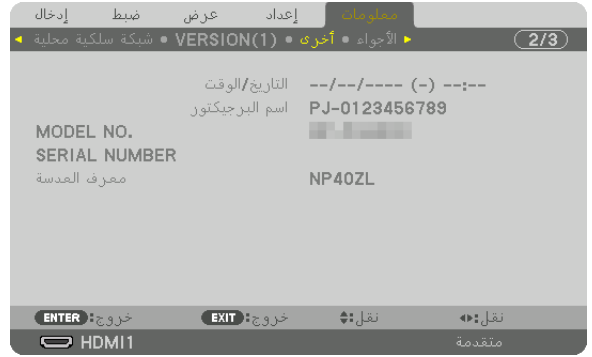 إدخال ضبط عرض إعداد معلومات
◄ شبكة سلكية محلية • VERSION(1) • أخرى • الأجواء ► 2/3
التاريخ/الوقت --/--/---- (-) --:--
اسم البرجيكتور PJ-0123456789
MODEL NO.
SERIAL NUMBER
معرف العدسة NP40ZL
ENTER :خروج EXIT :خروج نقل: نقل:
HDMI1 متقدمة